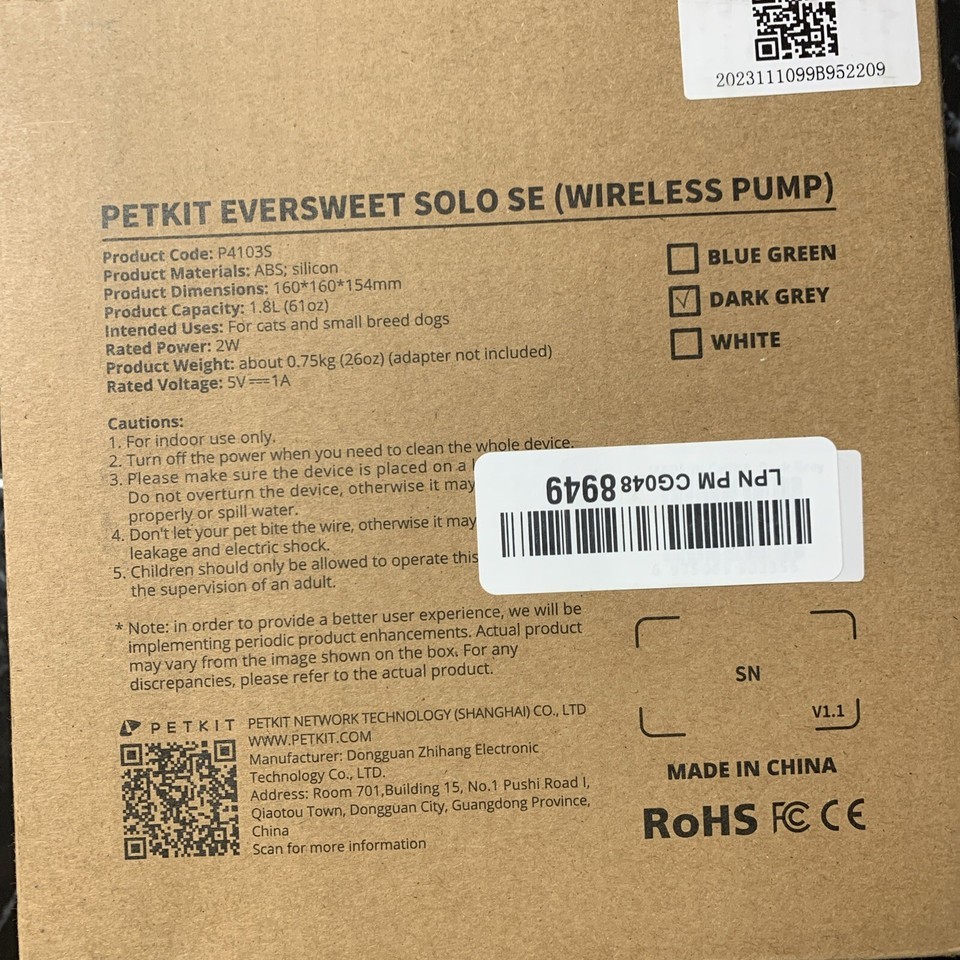 2023111099B952209
PETKIT EVERSWEET SOLO SE (WIRELESS PUMP)
Product Code: P4103S
Product Materials: ABS; silicon
Product Dimensions: 160*160*154mm
Product Capacity: 1.8L (61oz)
Intended Uses: For cats and small breed dogs
Rated Power: 2W
Product Weight: about 0.75kg (26oz) (adapter not included)
Rated Voltage: 5V⎓1A
BLUE GREEN
DARK GREY
WHITE
Cautions:
1. For indoor use only.
2. Turn off the power when you need to clean the whole device.
3. Please make sure the device is placed on a
Do not overturn the device, otherwise it may
properly or spill water.
4. Don't let your pet bite the wire, otherwise it may
leakage and electric shock.
5. Children should only be allowed to operate this
the supervision of an adult.
LPN PM CG048 8949
* Note: in order to provide a better user experience, we will be
implementing periodic product enhancements. Actual product
may vary from the image shown on the box. For any
discrepancies, please refer to the actual product.
SN
V1.1
PETKIT
PETKIT NETWORK TECHNOLOGY (SHANGHAI) CO., LTD
WWW.PETKIT.COM
Manufacturer: Dongguan Zhihang Electronic
Technology Co., LTD.
Address: Room 701,Building 15, No.1 Pushi Road I,
Qiaotou Town, Dongguan City, Guangdong Province,
China
Scan for more information
MADE IN CHINA
RoHS FC CE